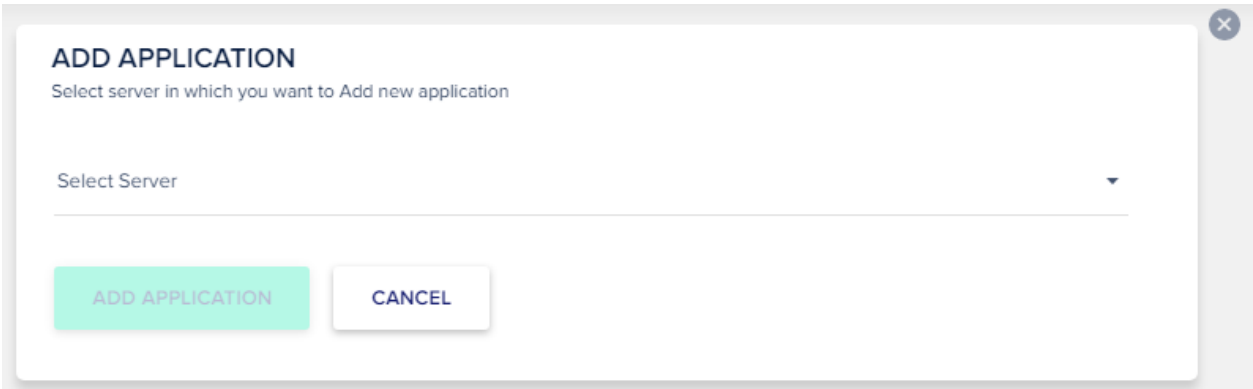 ADD APPLICATION
Select server in which you want to Add new application
Select Server
ADD APPLICATION
CANCEL